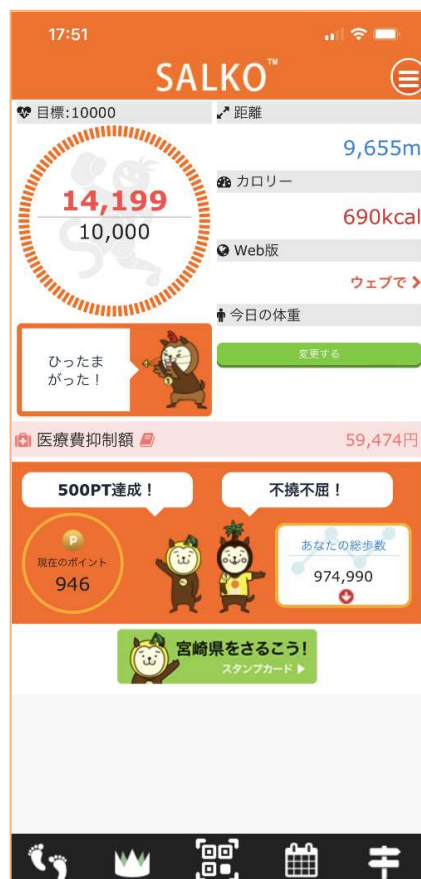 17:51
SALKO™
目標:10000
14,199
10,000
距離
9,655m
カロリー
690kcal
Web版
ウェブで
今日の体重
変更する
ひったま
がった！
医療費抑制額
59,474円
500PT達成！
不撓不屈！
P
現在のポイント
946
あなたの総歩数
974,990
宮崎県をさるこう!
スタンプカード ▶